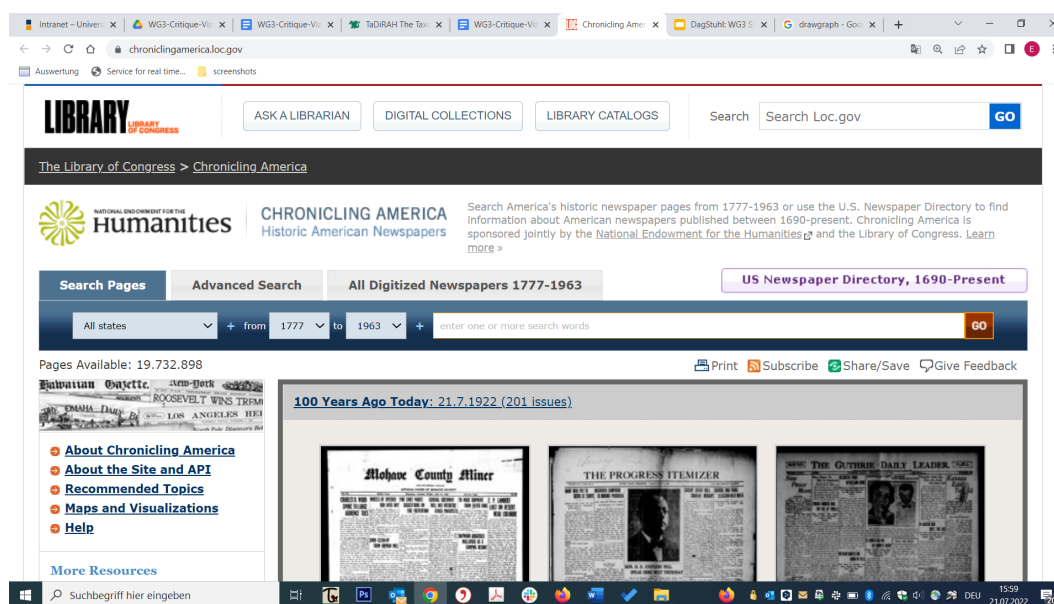 Intranet – Univers
WG3-Critique-Viz
WG3-Critique-Viz
TaDiRAH The Tax
WG3-Critique-Viz
Chronicling Amer
DagStuhl: WG3 S
drawgraph - Goo
chroniclingamerica.loc.gov
E
Auswertung
Service for real time...
screenshots
LIBRARY
LIBRARY
OF CONGRESS
ASK A LIBRARIAN
DIGITAL COLLECTIONS
LIBRARY CATALOGS
Search
Search Loc.gov
GO
The Library of Congress > Chronicling America
NATIONAL ENDOWMENT FOR THE
Humanities
CHRONICLING AMERICA
Historic American Newspapers
Search America's historic newspaper pages from 1777-1963 or use the U.S. Newspaper Directory to find
information about American newspapers published between 1690-present. Chronicling America is
sponsored jointly by the National Endowment for the Humanities and the Library of Congress. Learn
more »
Search Pages
Advanced Search
All Digitized Newspapers 1777-1963
US Newspaper Directory, 1690-Present
All states + from 1777 to 1963 + enter one or more search words GO
Pages Available: 19.732.898
Print Subscribe Share/Save Give Feedback
Hawaiian Gazette. New-York
ROOSEVELT WINS
OMAHA DAILY LOS ANGELES
100 Years Ago Today: 21.7.1922 (201 issues)
About Chronicling America
About the Site and API
Recommended Topics
Maps and Visualizations
Help
More Resources
Mohave County Miner
THE PROGRESS ITEMIZER
THE GUTHRIE DAILY LEADER.
Suchbegriff hier eingeben
DEU
15:59
21.07.2022